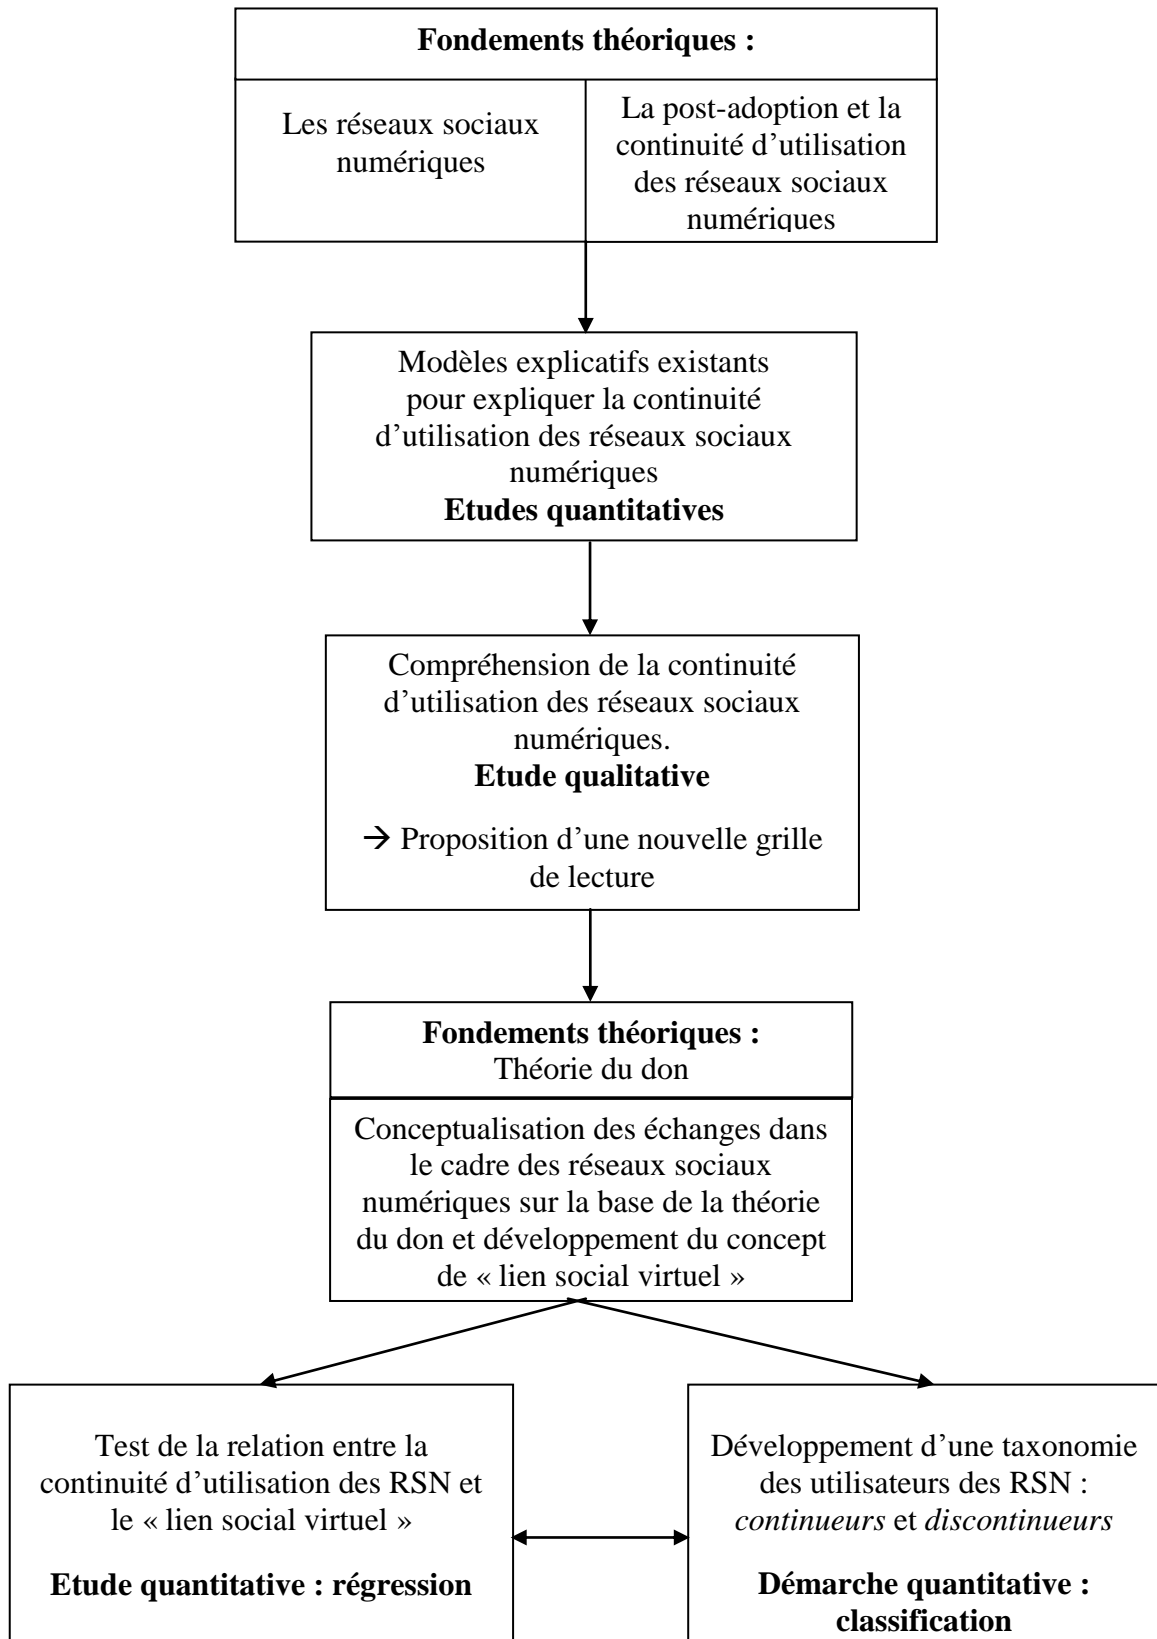 Fondements théoriques :
Les réseaux sociaux
numériques
La post-adoption et la
continuité d’utilisation
des réseaux sociaux
numériques
Modèles explicatifs existants
pour expliquer la continuité
d’utilisation des réseaux sociaux
numériques
Etudes quantitatives
Compréhension de la continuité
d’utilisation des réseaux sociaux
numériques.
Etude qualitative
→ Proposition d’une nouvelle grille
de lecture
Fondements théoriques :
Théorie du don
Conceptualisation des échanges dans
le cadre des réseaux sociaux
numériques sur la base de la théorie
du don et développement du concept
de « lien social virtuel »
Test de la relation entre la
continuité d’utilisation des RSN et
le « lien social virtuel »
Etude quantitative : régression
Développement d’une taxonomie
des utilisateurs des RSN :
continueurs et discontinueurs
Démarche quantitative :
classification